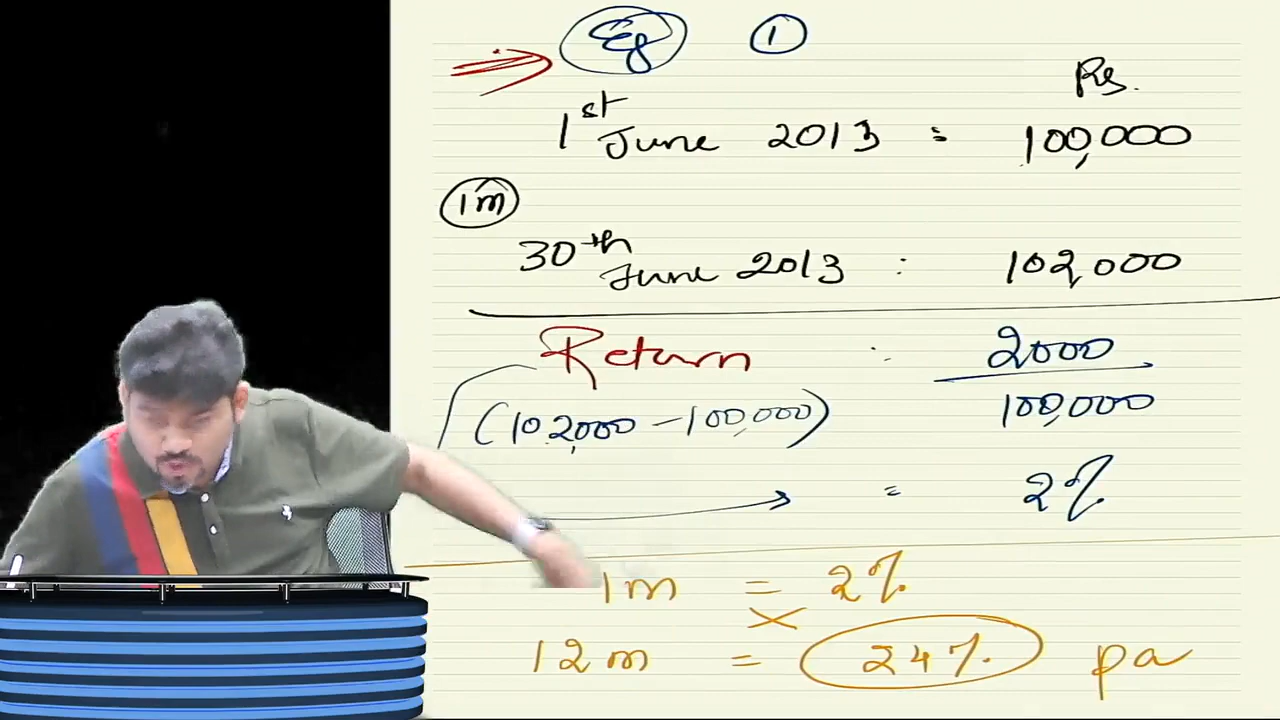 Eg 1
Rs.
1st June 2013 : 100,000
1m
30th June 2013 : 102,000
Return : 2000
(102,000 - 100,000) 100,000
= 2%
1m = 2%
×
12m = 24% pa